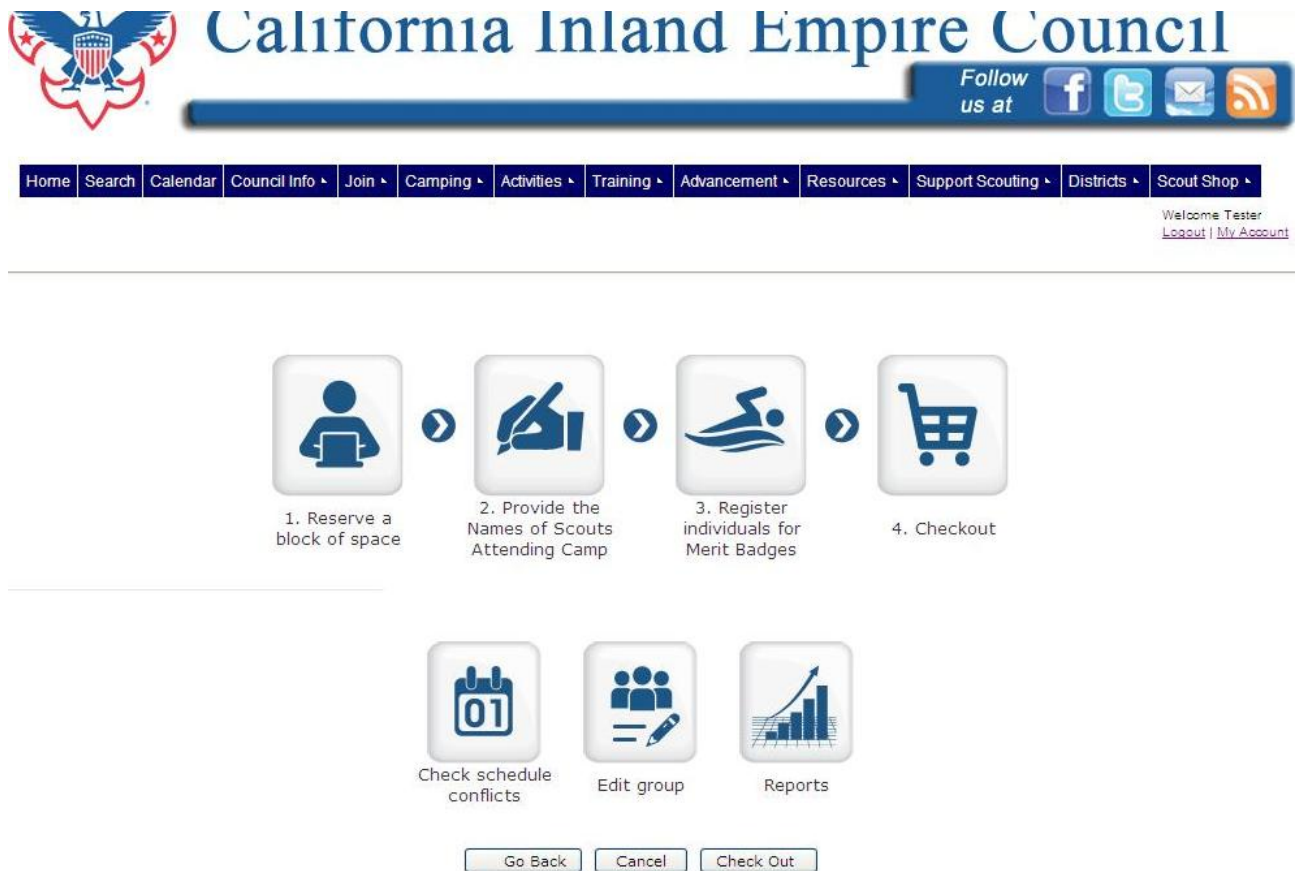 California Inland Empire Council
Follow
us at
Home Search Calendar Council Info Join Camping Activities Training Advancement Resources Support Scouting Districts Scout Shop
Welcome Tester
Logout | My Account
1. Reserve a
block of space
2. Provide the
Names of Scouts
Attending Camp
3. Register
individuals for
Merit Badges
4. Checkout
01
Check schedule
conflicts
Edit group
Reports
Go Back Cancel Check Out